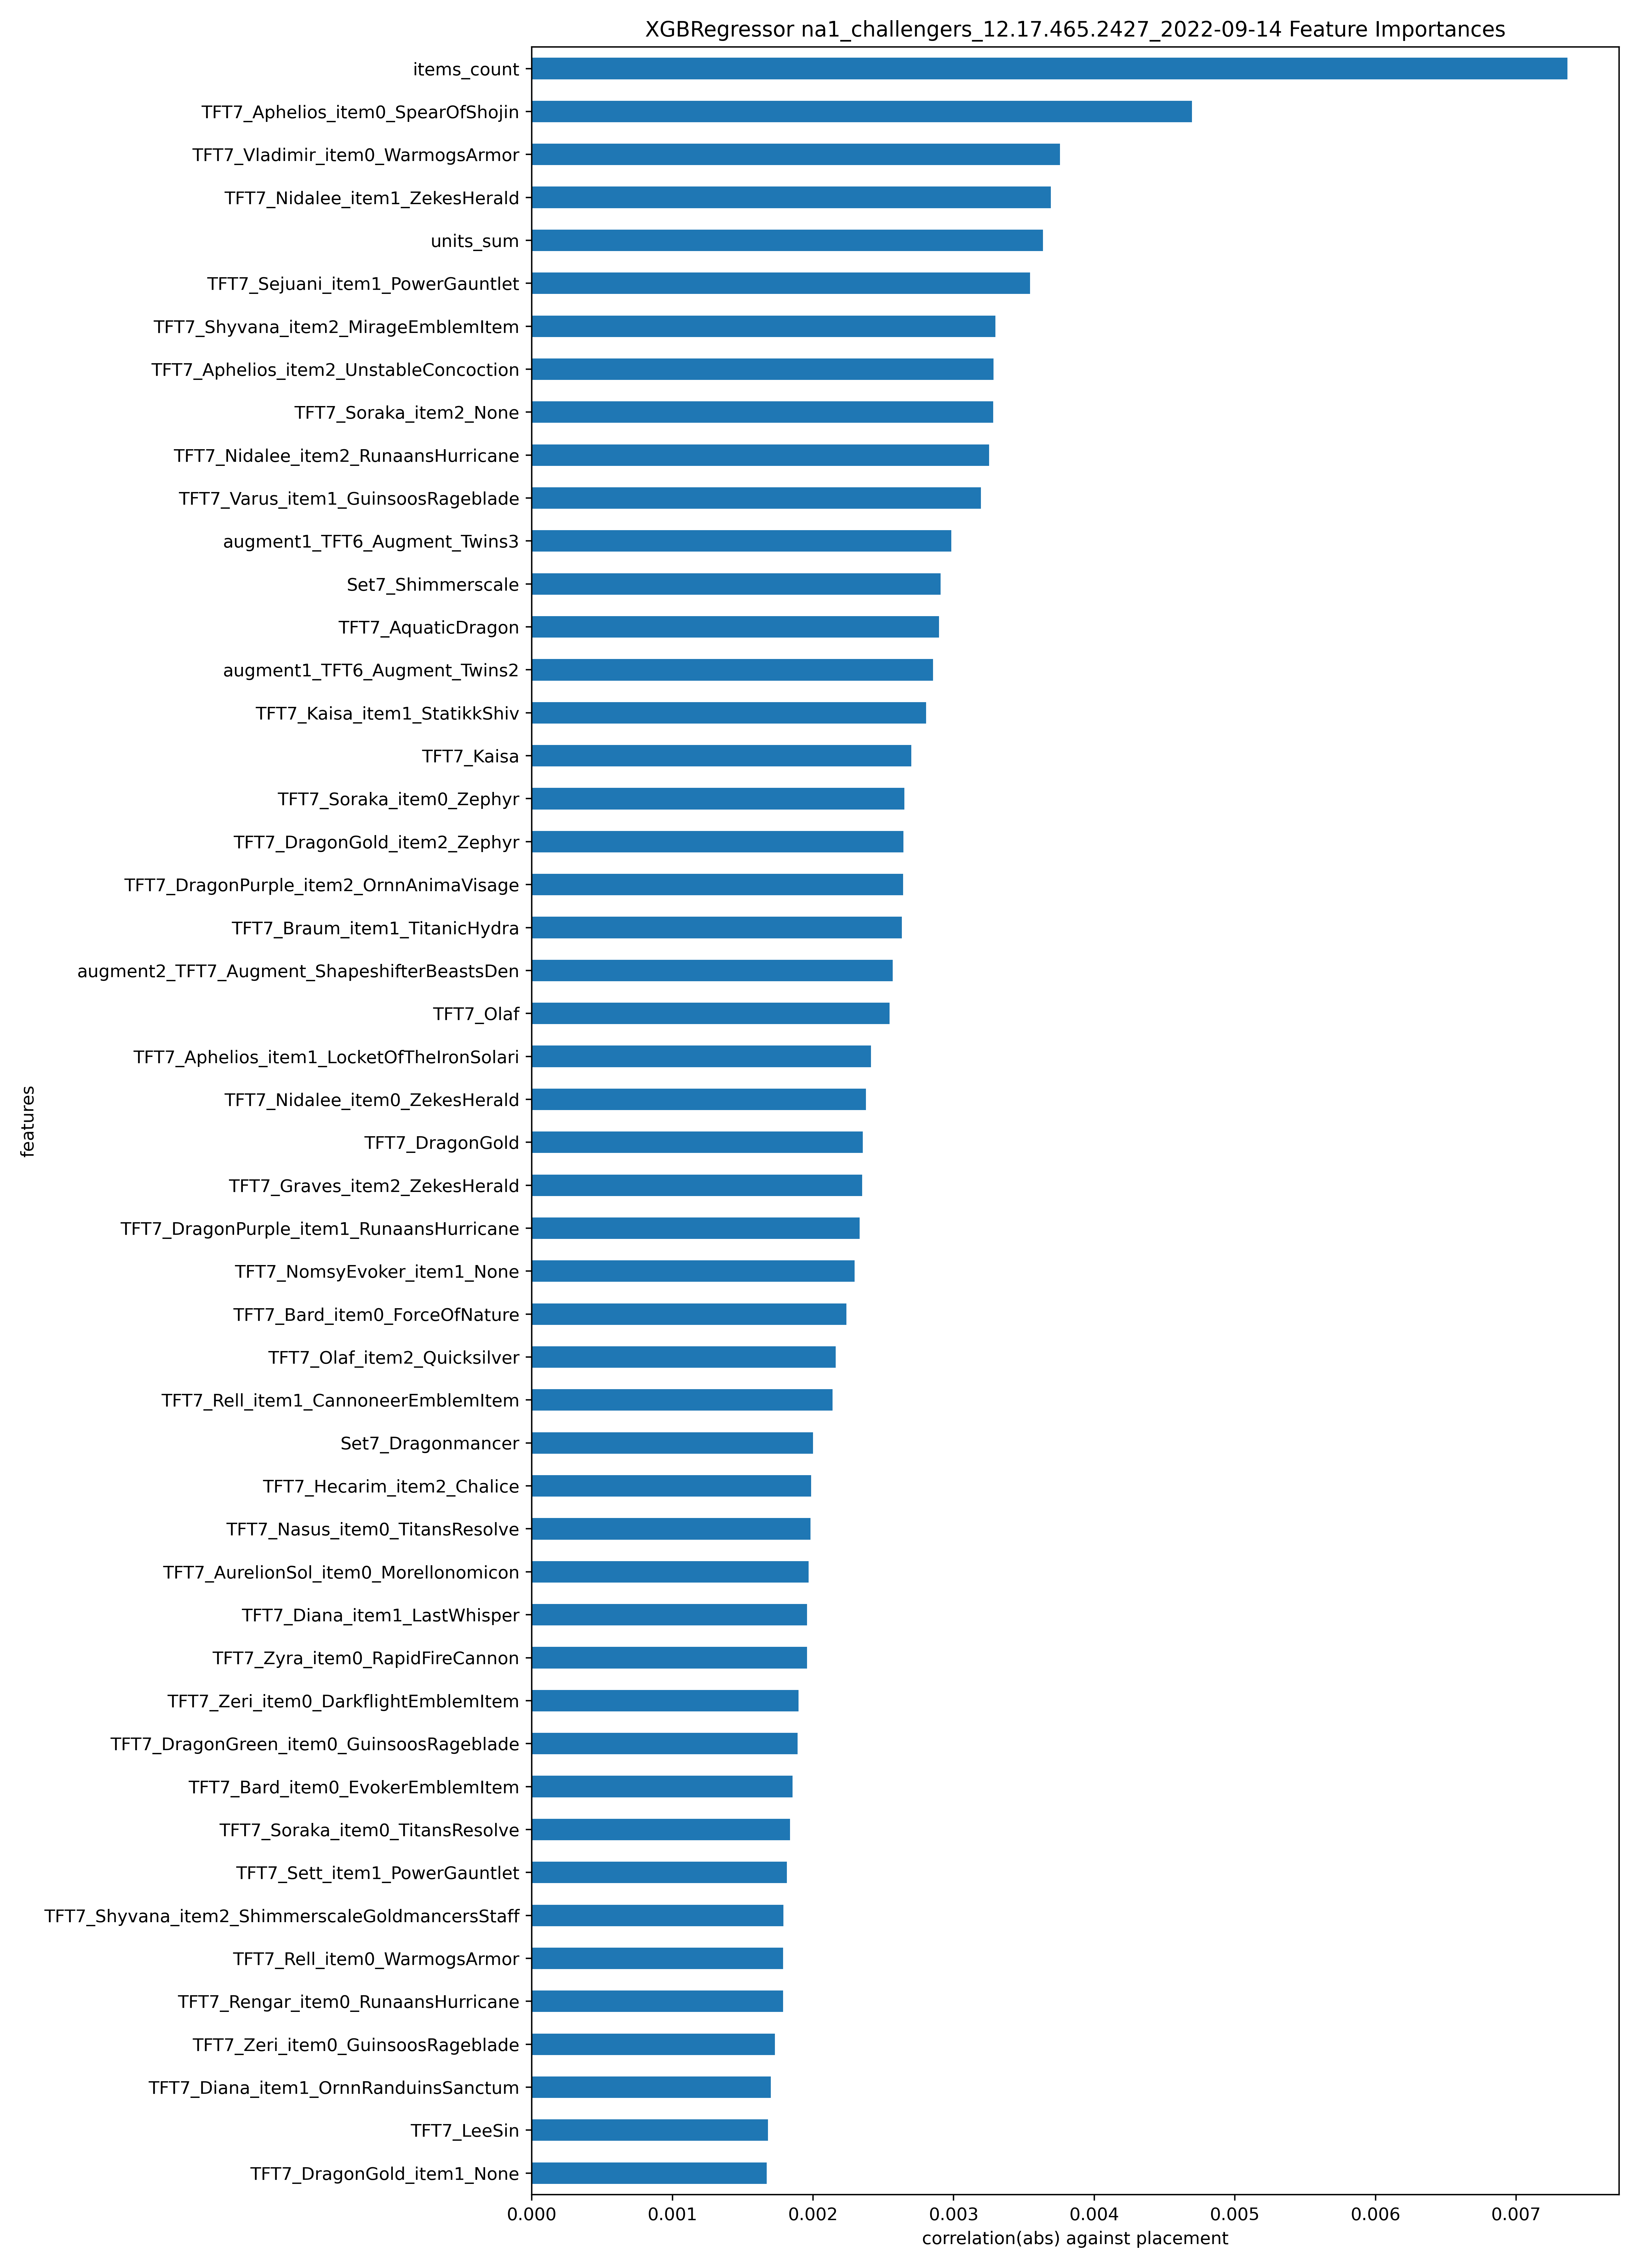 XGBRegressor na1_challengers_12.17.465.2427_2022-09-14 Feature Importances
items_count
TFT7_Aphelios_item0_SpearOfShojin
TFT7_Vladimir_item0_WarmogsArmor
TFT7_Nidalee_item1_ZekesHerald
units_sum
TFT7_Sejuani_item1_PowerGauntlet
TFT7_Shyvana_item2_MirageEmblemItem
TFT7_Aphelios_item2_UnstableConcoction
TFT7_Soraka_item2_None
TFT7_Nidalee_item2_RunaansHurricane
TFT7_Varus_item1_GuinsoosRageblade
augment1_TFT6_Augment_Twins3
Set7_Shimmerscale
TFT7_AquaticDragon
augment1_TFT6_Augment_Twins2
TFT7_Kaisa_item1_StatikkShiv
TFT7_Kaisa
TFT7_Soraka_item0_Zephyr
TFT7_DragonGold_item2_Zephyr
TFT7_DragonPurple_item2_OrnnAnimaVisage
TFT7_Braum_item1_TitanicHydra
augment2_TFT7_Augment_ShapeshifterBeastsDen
TFT7_Olaf
TFT7_Aphelios_item1_LocketOfTheIronSolari
TFT7_Nidalee_item0_ZekesHerald
TFT7_DragonGold
TFT7_Graves_item2_ZekesHerald
TFT7_DragonPurple_item1_RunaansHurricane
TFT7_NomsyEvoker_item1_None
TFT7_Bard_item0_ForceOfNature
TFT7_Olaf_item2_Quicksilver
TFT7_Rell_item1_CannoneerEmblemItem
Set7_Dragonmancer
TFT7_Hecarim_item2_Chalice
TFT7_Nasus_item0_TitansResolve
TFT7_AurelionSol_item0_Morellonomicon
TFT7_Diana_item1_LastWhisper
TFT7_Zyra_item0_RapidFireCannon
TFT7_Zeri_item0_DarkflightEmblemItem
TFT7_DragonGreen_item0_GuinsoosRageblade
TFT7_Bard_item0_EvokerEmblemItem
TFT7_Soraka_item0_TitansResolve
TFT7_Sett_item1_PowerGauntlet
TFT7_Shyvana_item2_ShimmerscaleGoldmancersStaff
TFT7_Rell_item0_WarmogsArmor
TFT7_Rengar_item0_RunaansHurricane
TFT7_Zeri_item0_GuinsoosRageblade
TFT7_Diana_item1_OrnnRanduinsSanctum
TFT7_LeeSin
TFT7_DragonGold_item1_None
features
0.000 0.001 0.002 0.003 0.004 0.005 0.006 0.007
correlation(abs) against placement